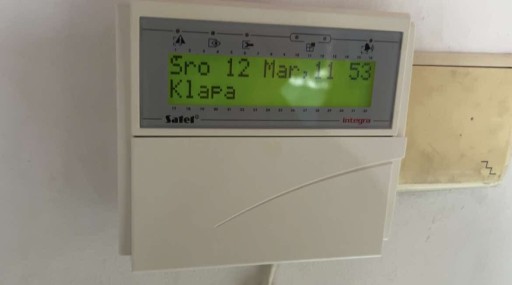 Sro 12 Mar, 11 53
Klapa
Satel®
integra